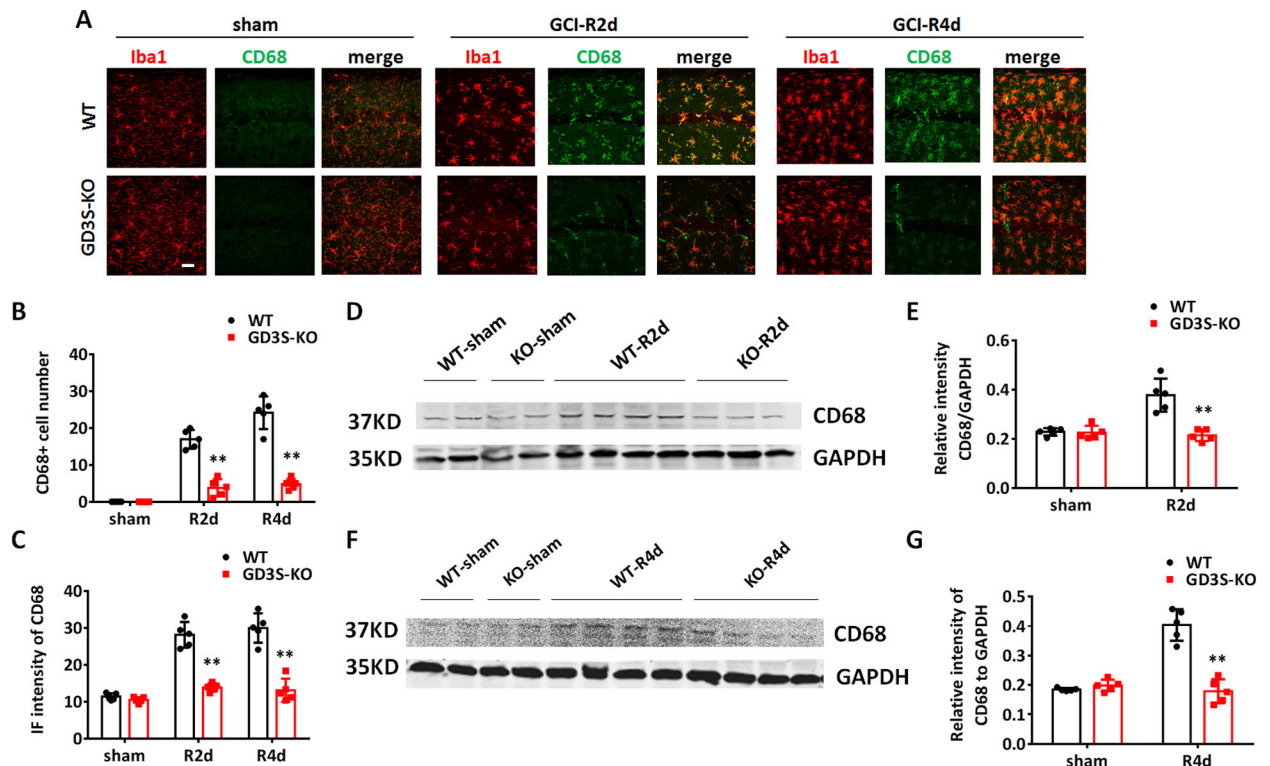 A
sham GCI-R2d GCI-R4d
Iba1 CD68 merge Iba1 CD68 merge Iba1 CD68 merge
WT
GD3S-KO
B
WT
GD3S-KO
CD68+ cell number
40
30
20
10
0
sham R2d R4d
C
WT
GD3S-KO
IF intensity of CD68
40
30
20
10
0
** **
** **
sham R2d R4d
D
WT-sham KO-sham WT-R2d KO-R2d
37KD CD68
35KD GAPDH
E
WT
GD3S-KO
Relative intensity
CD68/GAPDH
0.6
0.4
0.2
0.0
**
sham R2d
F
WT-sham KO-sham WT-R4d KO-R4d
37KD CD68
35KD GAPDH
G
WT
GD3S-KO
Relative intensity of
CD68 to GAPDH
0.5
0.4
0.3
0.2
0.1
0.0
**
sham R4d